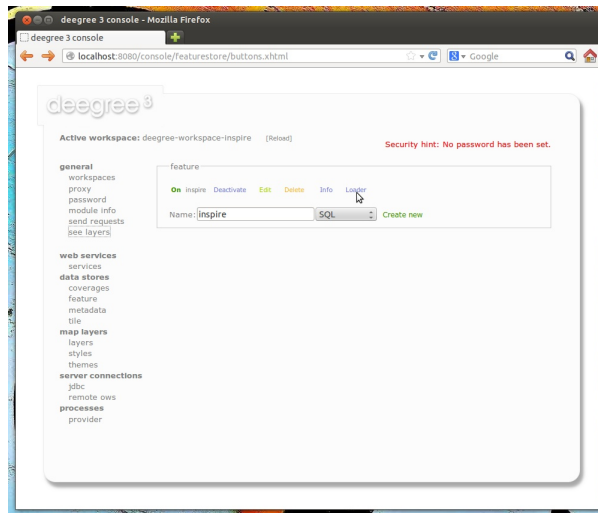 deegree 3 console - Mozilla Firefox
deegree 3 console
localhost:8080/console/featurestore/buttons.xhtml
Google
deegree 3
Active workspace: deegree-workspace-inspire [Reload]
Security hint: No password has been set.
general
workspaces
proxy
password
module info
send requests
see layers
web services
services
data stores
coverages
feature
metadata
tile
map layers
layers
styles
themes
server connections
jdbc
remote ows
processes
provider
feature
On inspire Deactivate Edit Delete Info Loader
Name: inspire SQL Create new